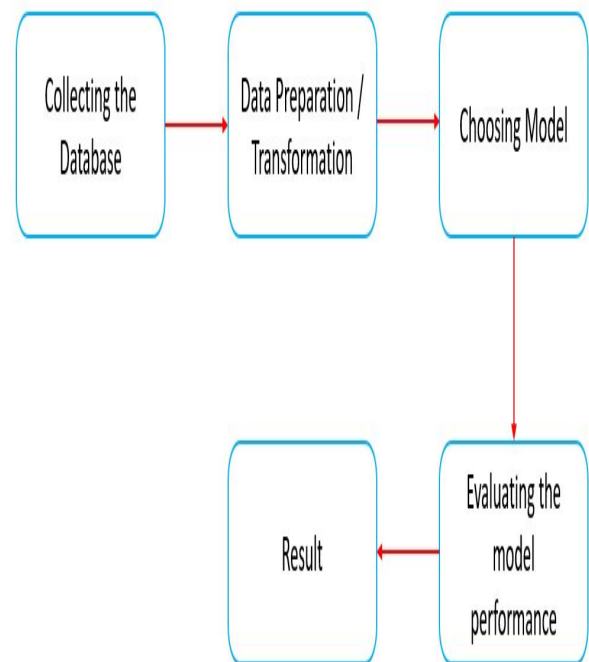 Collecting the
Database
Data Preparation /
Transformation
Choosing Model
Evaluating the
model
performance
Result